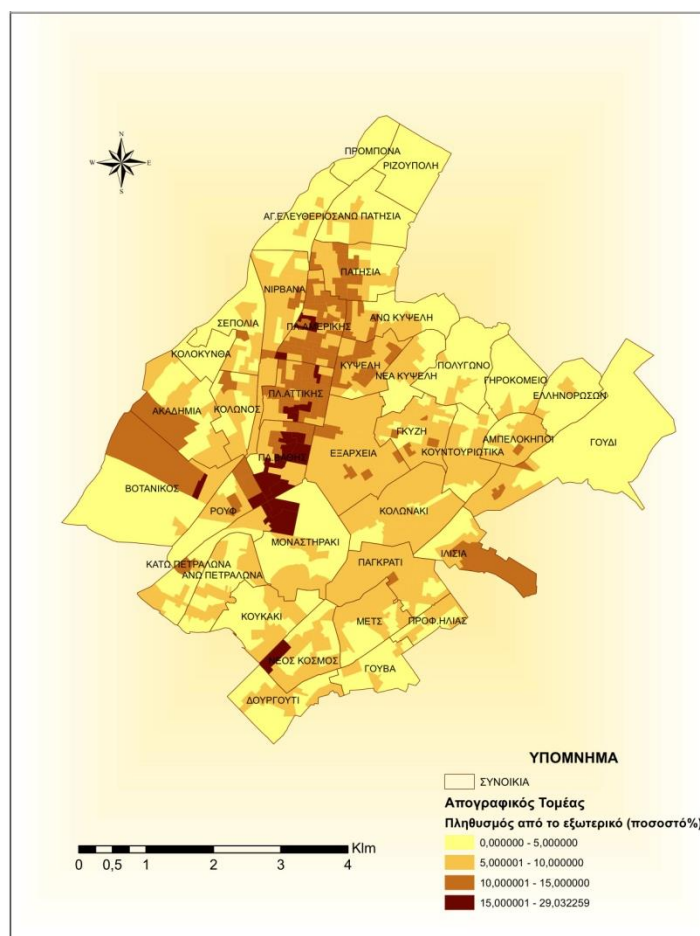 N
W E
S
ΠΡΟΜΠΟΝΑ
ΡΙΖΟΥΠΟΛΗ
ΑΓ.ΕΛΕΥΘΕΡΙΟΣ ΑΝΩ ΠΑΤΗΣΙΑ
ΠΑΤΗΣΙΑ
ΝΙΡΒΑΝΑ
ΣΕΠΟΛΙΑ
ΠΛ.ΑΜΕΡΙΚΗΣ
ΑΝΩ ΚΥΨΕΛΗ
ΚΟΛΟΚΥΝΘΑ
ΚΥΨΕΛΗ
ΝΕΑ ΚΥΨΕΛΗ
ΠΟΛΥΓΩΝΟ
ΓΗΡΟΚΟΜΕΙΟ
ΕΛΛΗΝΟΡΩΣΩΝ
ΑΚΑΔΗΜΙΑ
ΚΟΛΩΝΟΣ
ΠΛ.ΑΤΤΙΚΗΣ
ΓΚΥΖΗ
ΚΟΥΝΤΟΥΡΙΩΤΙΚΑ
ΑΜΠΕΛΟΚΗΠΟΙ
ΓΟΥΔΙ
ΕΞΑΡΧΕΙΑ
ΒΟΤΑΝΙΚΟΣ
ΡΟΥΦ
ΚΟΛΩΝΑΚΙ
ΜΟΝΑΣΤΗΡΑΚΙ
ΙΛΙΣΙΑ
ΚΑΤΩ ΠΕΤΡΑΛΩΝΑ
ΑΝΩ ΠΕΤΡΑΛΩΝΑ
ΠΑΓΚΡΑΤΙ
ΚΟΥΚΑΚΙ
ΜΕΤΣ
ΠΡΟΦ.ΗΛΙΑΣ
ΝΕΟΣ ΚΟΣΜΟΣ
ΓΟΥΒΑ
ΔΟΥΡΓΟΥΤΙ
ΥΠΟΜΝΗΜΑ
ΣΥΝΟΙΚΙΑ
Απογραφικός Τομέας
Πληθυσμός από το εξωτερικό (ποσοστό%)
0,000000 - 5,000000
5,000001 - 10,000000
10,000001 - 15,000000
15,000001 - 29,032259
Klm
0 0,5 1 2 3 4